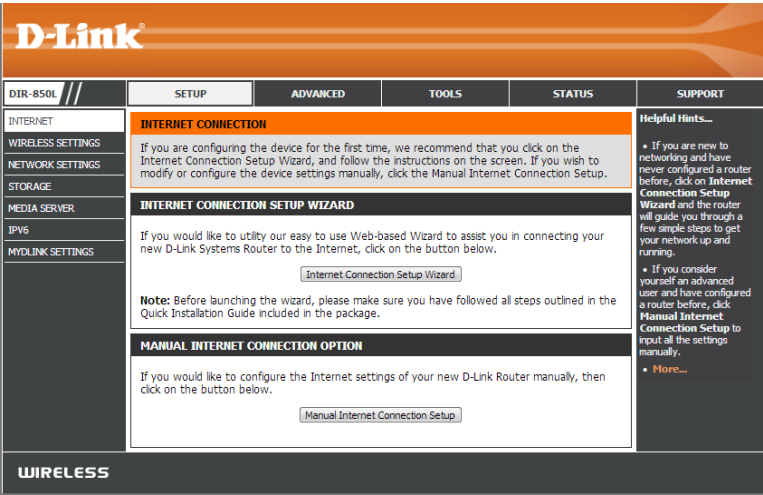 D-Link
DIR-850L
SETUP
ADVANCED
TOOLS
STATUS
SUPPORT
INTERNET
WIRELESS SETTINGS
NETWORK SETTINGS
STORAGE
MEDIA SERVER
IPV6
MYDLINK SETTINGS
INTERNET CONNECTION
If you are configuring the device for the first time, we recommend that you click on the
Internet Connection Setup Wizard, and follow the instructions on the screen. If you wish to
modify or configure the device settings manually, click the Manual Internet Connection Setup.
INTERNET CONNECTION SETUP WIZARD
If you would like to utility our easy to use Web-based Wizard to assist you in connecting your
new D-Link Systems Router to the Internet, click on the button below.
Internet Connection Setup Wizard
Note: Before launching the wizard, please make sure you have followed all steps outlined in the
Quick Installation Guide included in the package.
MANUAL INTERNET CONNECTION OPTION
If you would like to configure the Internet settings of your new D-Link Router manually, then
click on the button below.
Manual Internet Connection Setup
Helpful Hints...
• If you are new to
networking and have
never configured a router
before, click on Internet
Connection Setup
Wizard and the router
will guide you through a
few simple steps to get
your network up and
running.
• If you consider
yourself an advanced
user and have configured
a router before, click
Manual Internet
Connection Setup to
input all the settings
manually.
• More...
WIRELESS